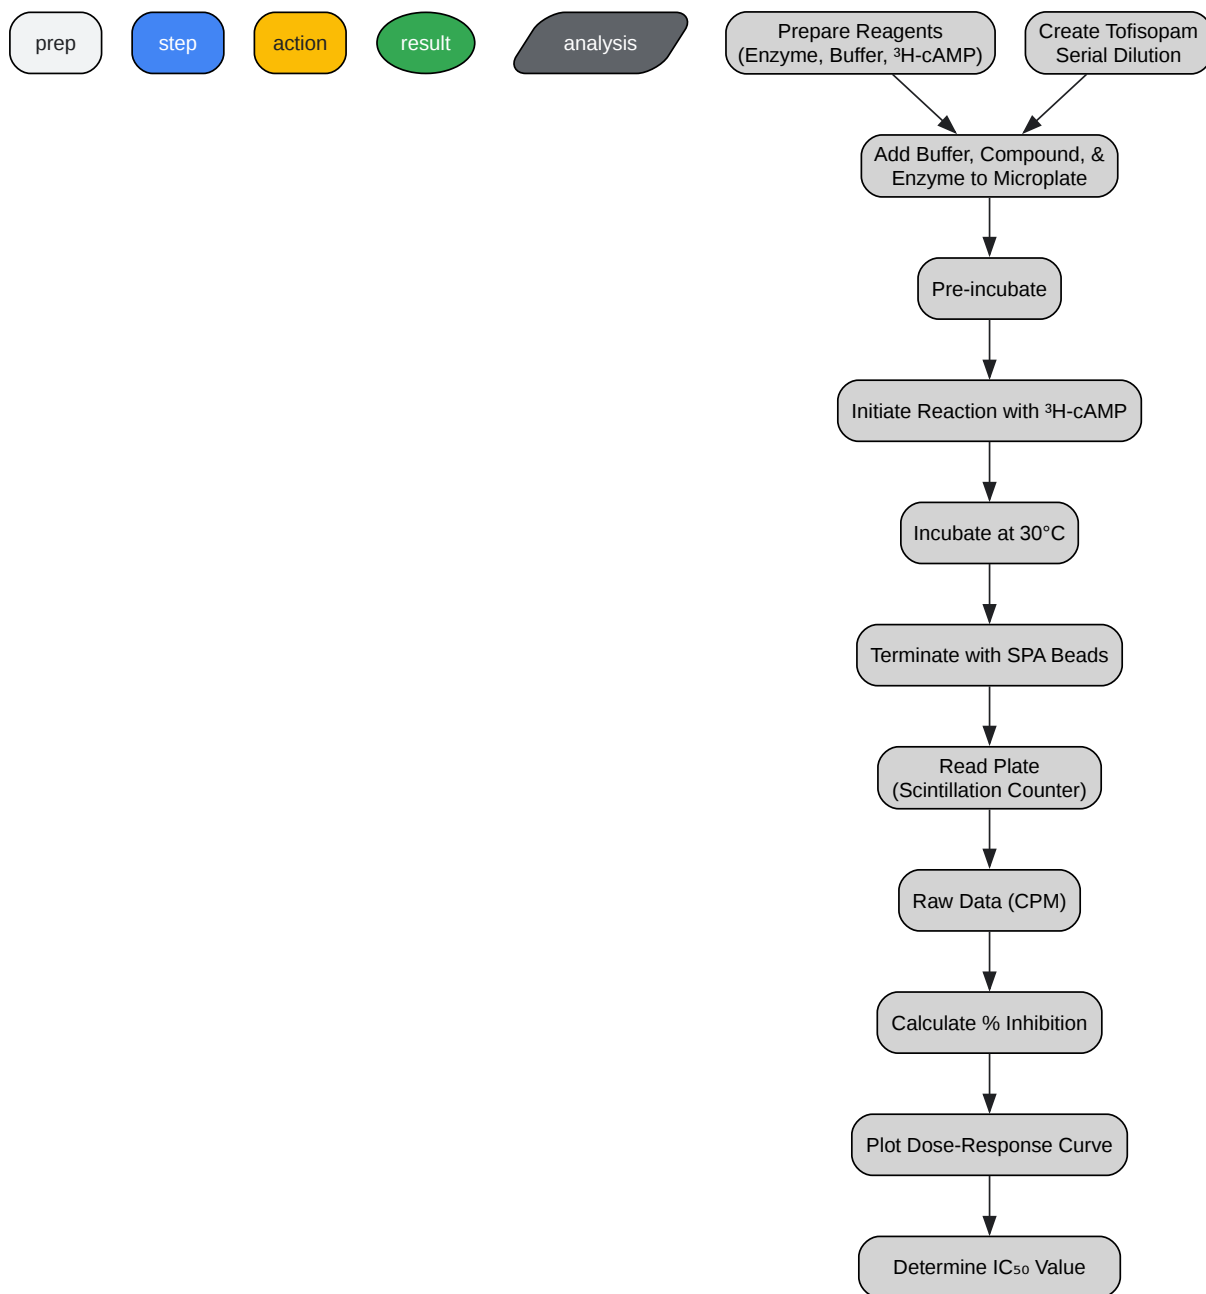 prep
step
action
result
analysis
Prepare Reagents
(Enzyme, Buffer, ³H-cAMP)
Create Tofisopam
Serial Dilution
Add Buffer, Compound, &
Enzyme to Microplate
Pre-incubate
Initiate Reaction with ³H-cAMP
Incubate at 30°C
Terminate with SPA Beads
Read Plate
(Scintillation Counter)
Raw Data (CPM)
Calculate % Inhibition
Plot Dose-Response Curve
Determine IC₅₀ Value